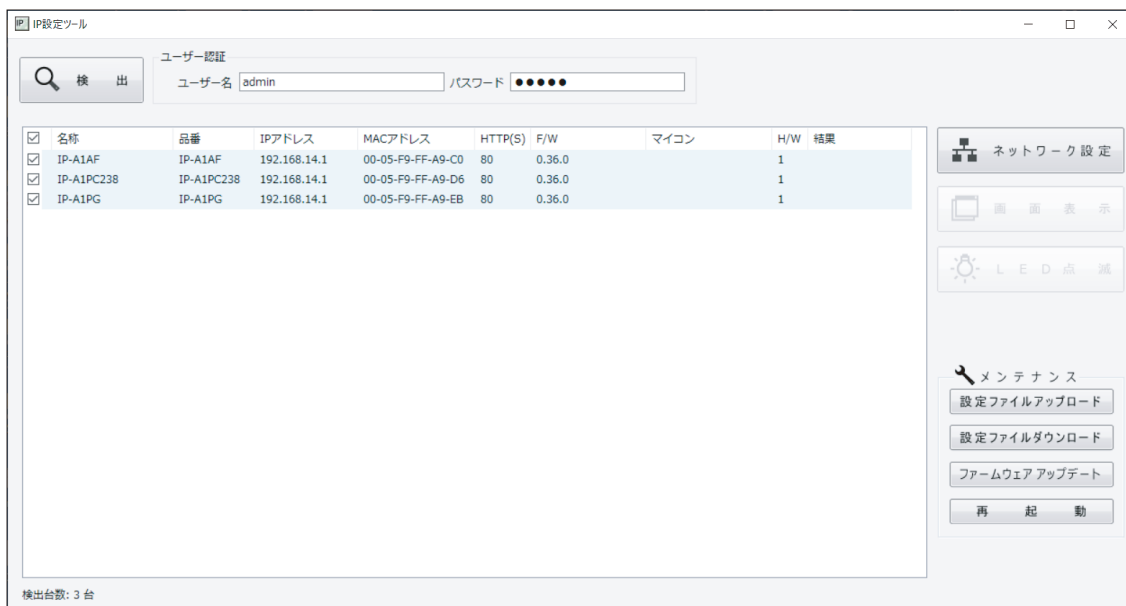 IP IP設定ツール
検 出
ユーザー認証
ユーザー名 admin パスワード ●●●●●
名称 品番 IPアドレス MACアドレス HTTP(S) F/W マイコン H/W 結果
IP-A1AF IP-A1AF 192.168.14.1 00-05-F9-FF-A9-C0 80 0.36.0 1
IP-A1PC238 IP-A1PC238 192.168.14.1 00-05-F9-FF-A9-D6 80 0.36.0 1
IP-A1PG IP-A1PG 192.168.14.1 00-05-F9-FF-A9-EB 80 0.36.0 1
ネットワーク設定
画 面 表 示
L E D 点 滅
メンテナンス
設定ファイルアップロード
設定ファイルダウンロード
ファームウェア アップデート
再 起 動
検出台数: 3 台